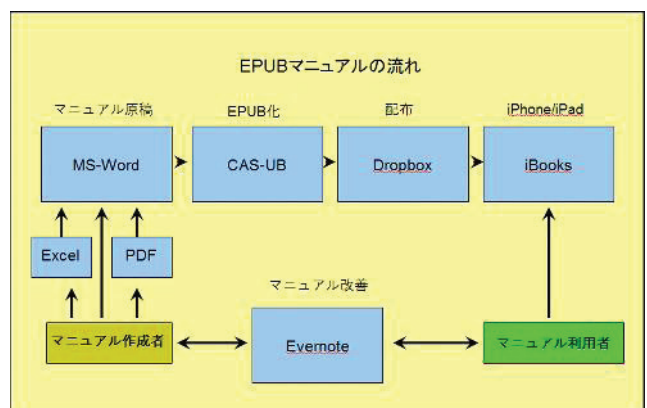 EPUBマニュアルの流れ
マニュアル原稿
EPUB化
配布
iPhone/iPad
MS-Word
CAS-UB
Dropbox
iBooks
Excel
PDF
マニュアル改善
マニュアル作成者
Evernote
マニュアル利用者